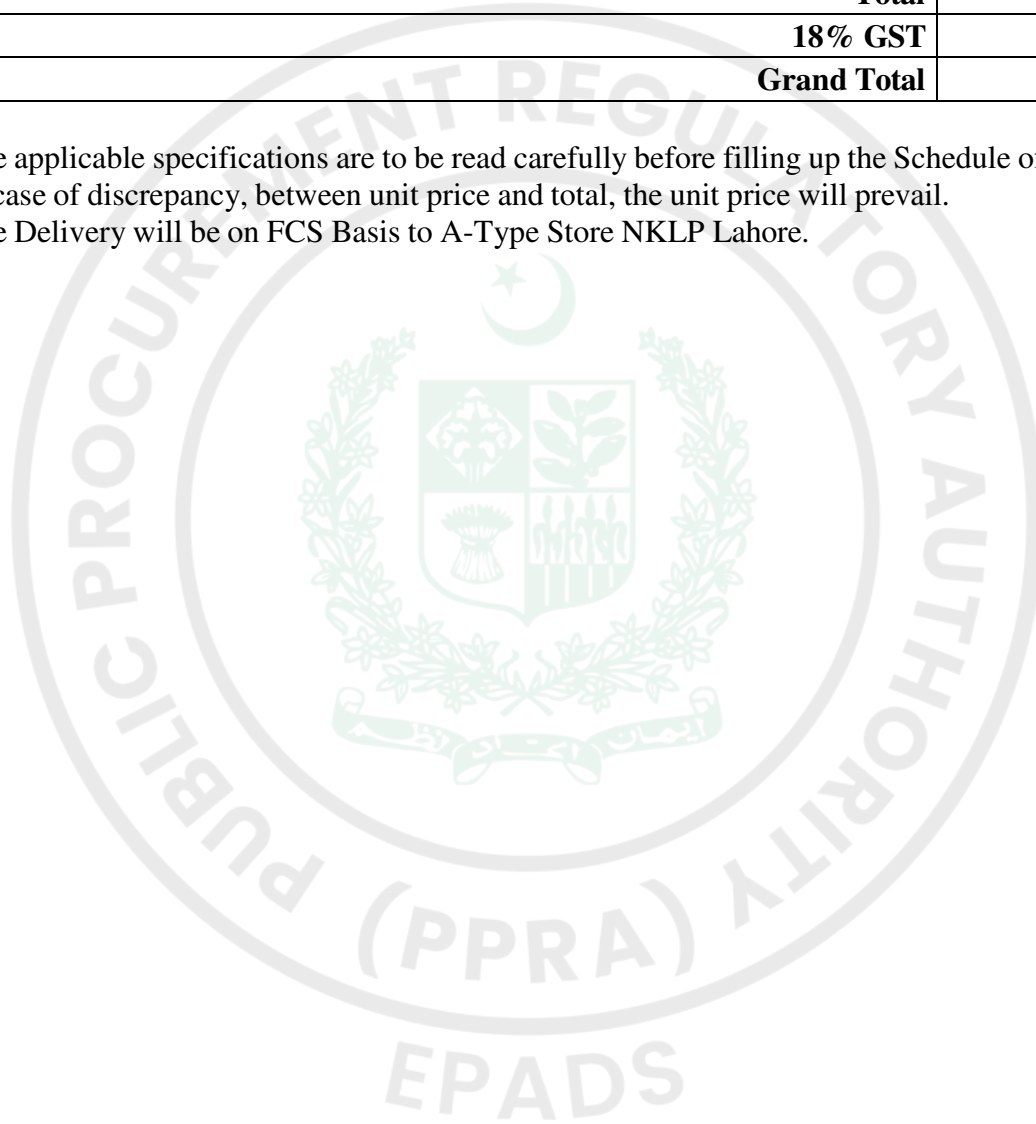 Total
18% GST
Grand Total
e applicable specifications are to be read carefully before filling up the Schedule o
case of discrepancy, between unit price and total, the unit price will prevail.
e Delivery will be on FCS Basis to A-Type Store NKLP Lahore.
PUBLIC PROCUREMENT REGULATORY AUTHORITY
(PPRA)
EPADS